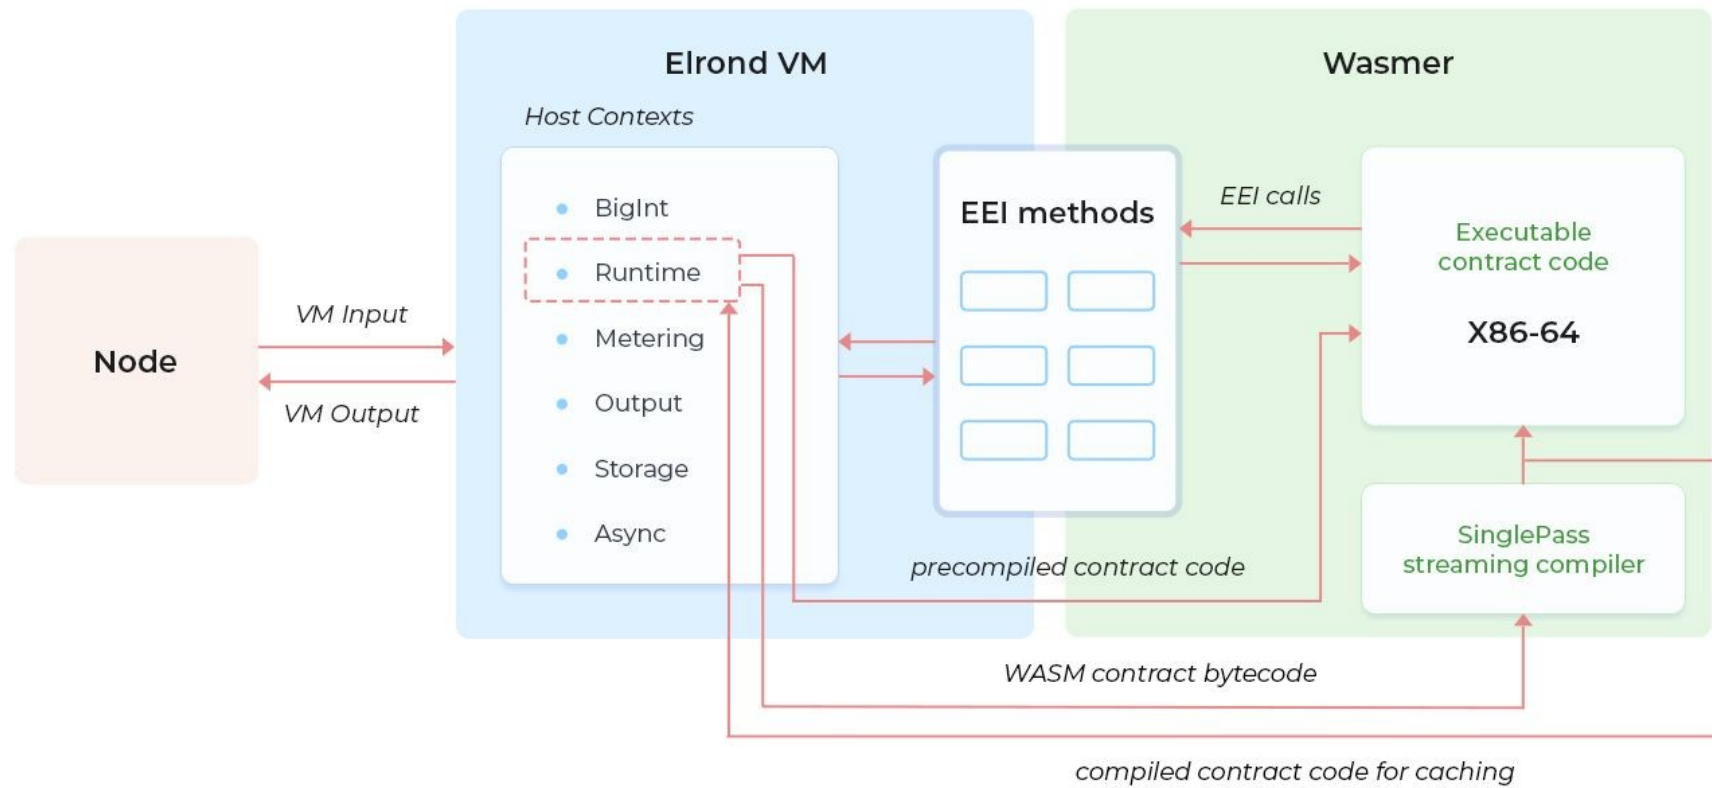 Elrond VM
Wasmer
Host Contexts
BigInt
Runtime
Metering
Output
Storage
Async
EEI methods
EEI calls
Executable
contract code
X86-64
VM Input
Node
VM Output
SinglePass
streaming compiler
precompiled contract code
WASM contract bytecode
compiled contract code for caching